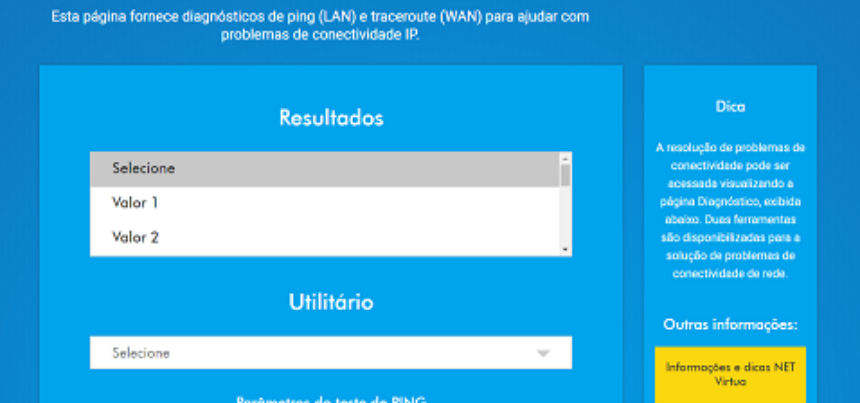 Esta página fornece diagnósticos de ping (LAN) e traceroute (WAN) para ajudar com
problemas de conectividade IP.
Resultados
Selecione
Valor 1
Valor 2
Utilitário
Selecione
Parâmetros do teste do PING
Dica
A resolução de problemas de
conectividade pode ser
acessada visualizando a
página Diagnóstico, exibida
abaixo. Duas ferramentas
são disponibilizadas para a
solução de problemas de
conectividade de rede.
Outras informações:
Informações e dicas NET
Virtua